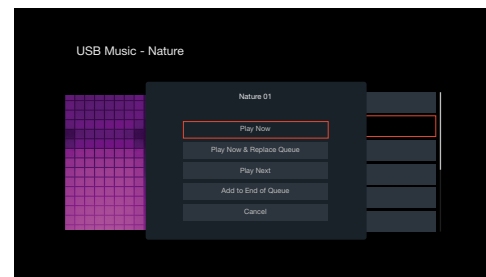 USB Music - Nature
Nature 01
Play Now
Play Now & Replace Queue
Play Next
Add to End of Queue
Cancel